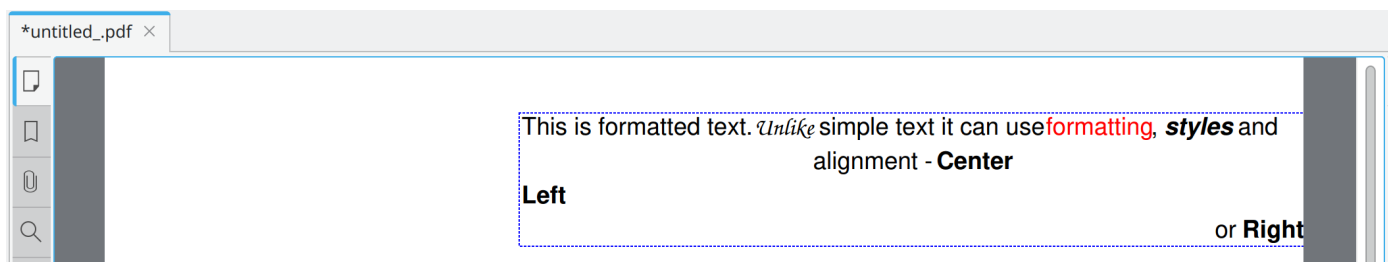 *untitled_.pdf ×
This is formatted text. Unlike simple text it can useformatting, styles and
alignment - Center
Left
or Right